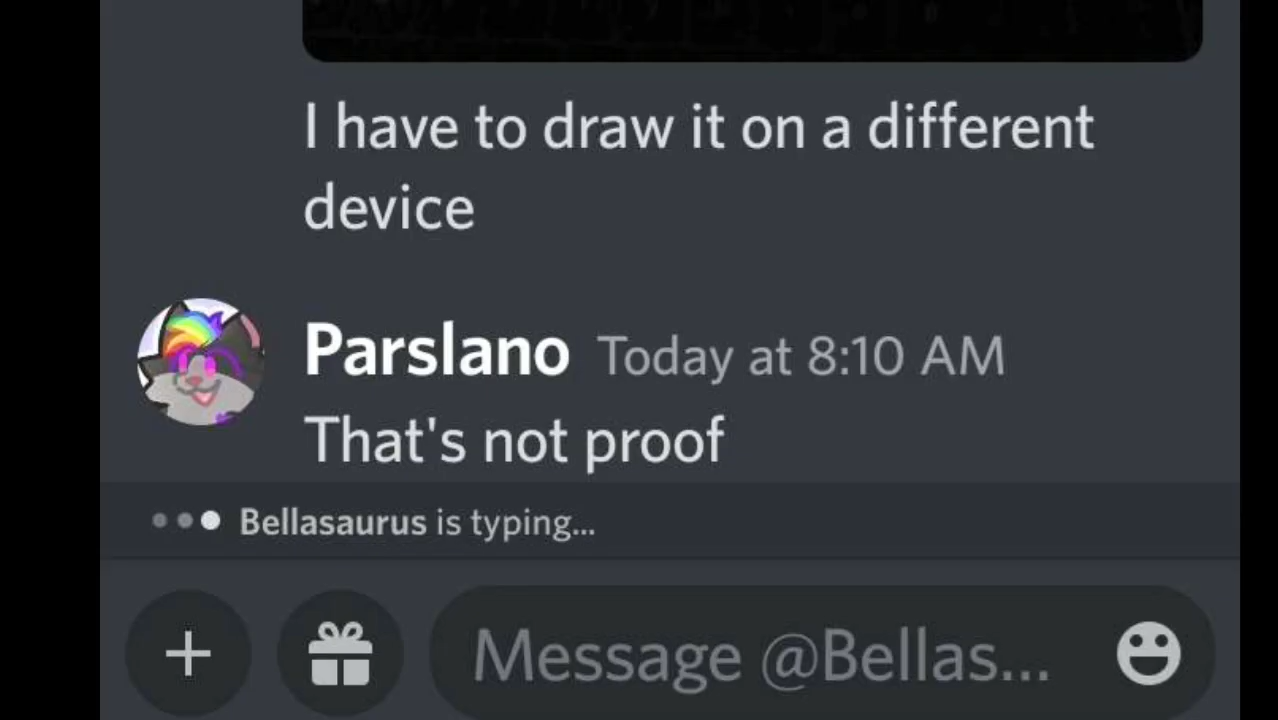 I have to draw it on a different
device
Parslano Today at 8:10 AM
That's not proof
Bellasaurus is typing...
Message @Bellas...